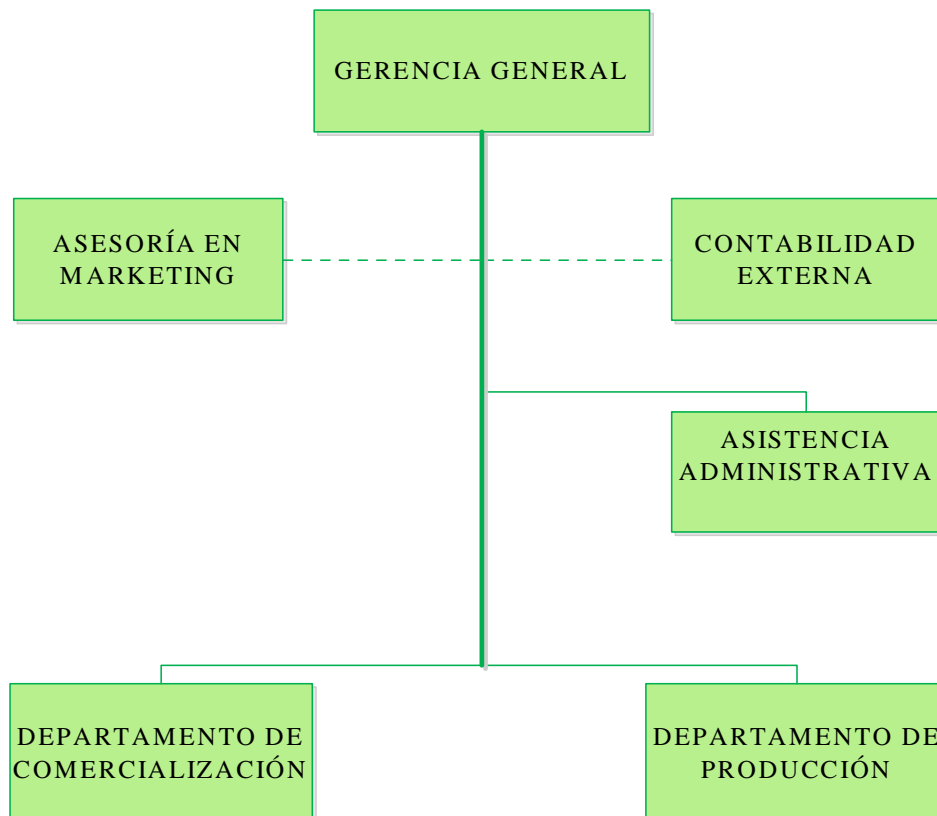 GERENCIA GENERAL
ASESORÍA EN
MARKETING
CONTABILIDAD
EXTERNA
ASISTENCIA
ADMINISTRATIVA
DEPARTAMENTO DE
COMERCIALIZACIÓN
DEPARTAMENTO DE
PRODUCCIÓN